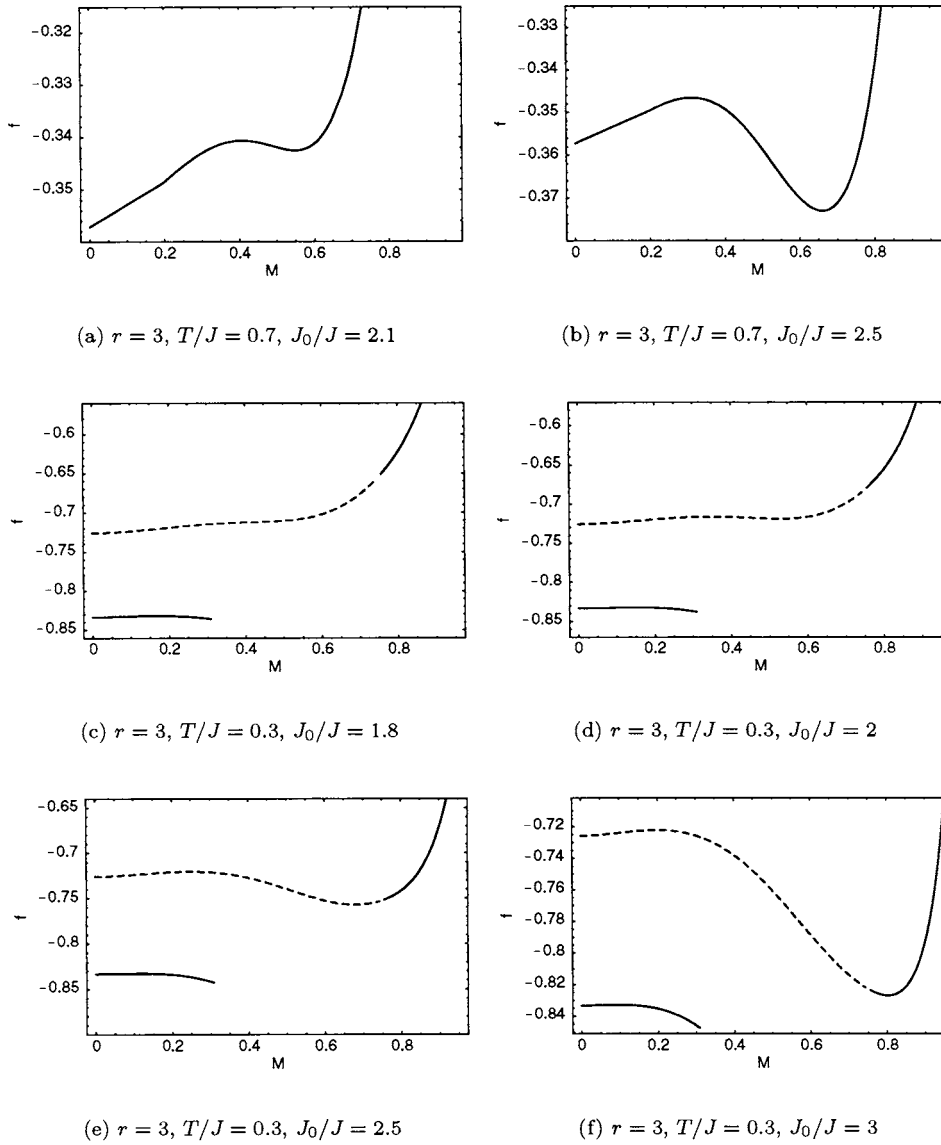 −0.32
−0.33
−0.34
−0.35
f
0 0.2 0.4 0.6 0.8
M
(a) r = 3, T/J = 0.7, J₀/J = 2.1
−0.33
−0.34
−0.35
−0.36
−0.37
f
0 0.2 0.4 0.6 0.8
M
(b) r = 3, T/J = 0.7, J₀/J = 2.5
−0.6
−0.65
−0.7
−0.75
−0.8
−0.85
f
0 0.2 0.4 0.6 0.8
M
(c) r = 3, T/J = 0.3, J₀/J = 1.8
−0.6
−0.65
−0.7
−0.75
−0.8
−0.85
f
0 0.2 0.4 0.6 0.8
M
(d) r = 3, T/J = 0.3, J₀/J = 2
−0.65
−0.7
−0.75
−0.8
−0.85
f
0 0.2 0.4 0.6 0.8
M
(e) r = 3, T/J = 0.3, J₀/J = 2.5
−0.72
−0.74
−0.76
−0.78
−0.8
−0.82
−0.84
f
0 0.2 0.4 0.6 0.8
M
(f) r = 3, T/J = 0.3, J₀/J = 3